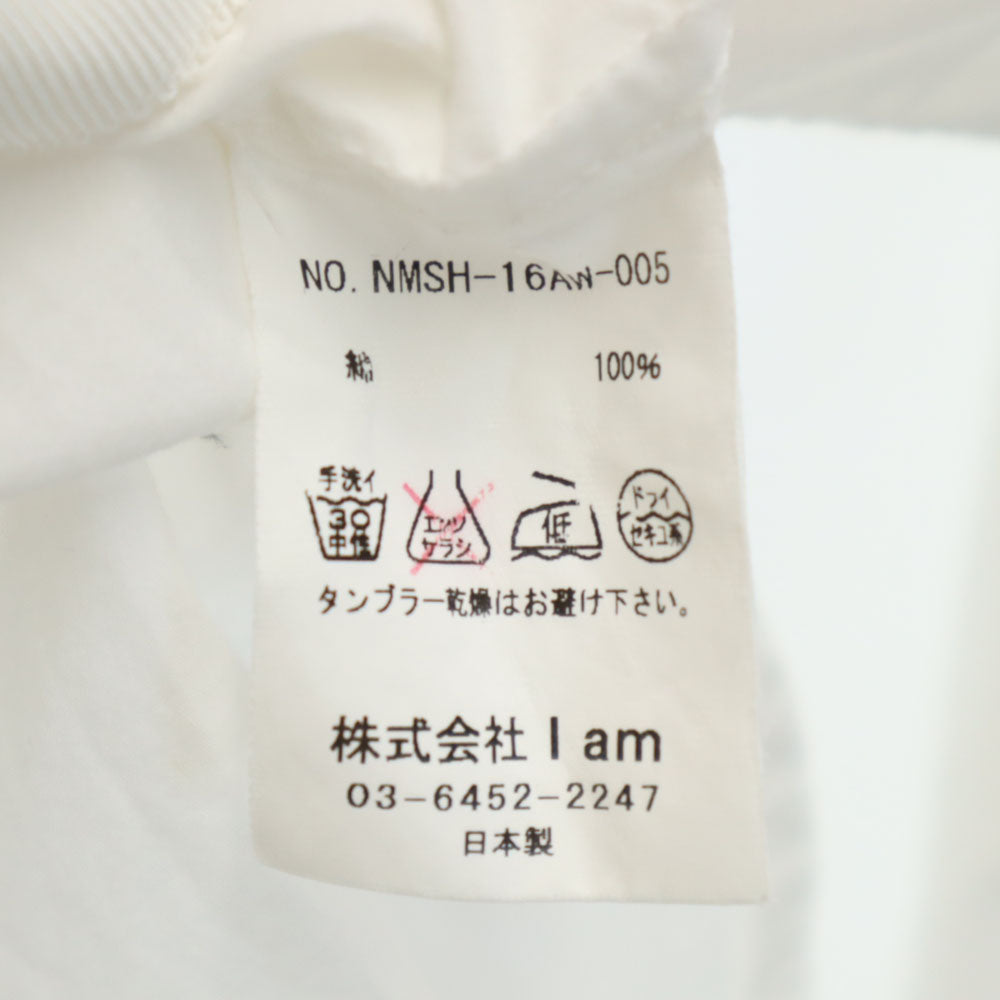 NO. NMSH-16AW-005
綿 100%
手洗イ
30
中性
エンソ
サラシ
低
ドライ
セキユ系
タンブラー乾燥はお避け下さい。
株式会社 I am
03-6452-2247
日本製